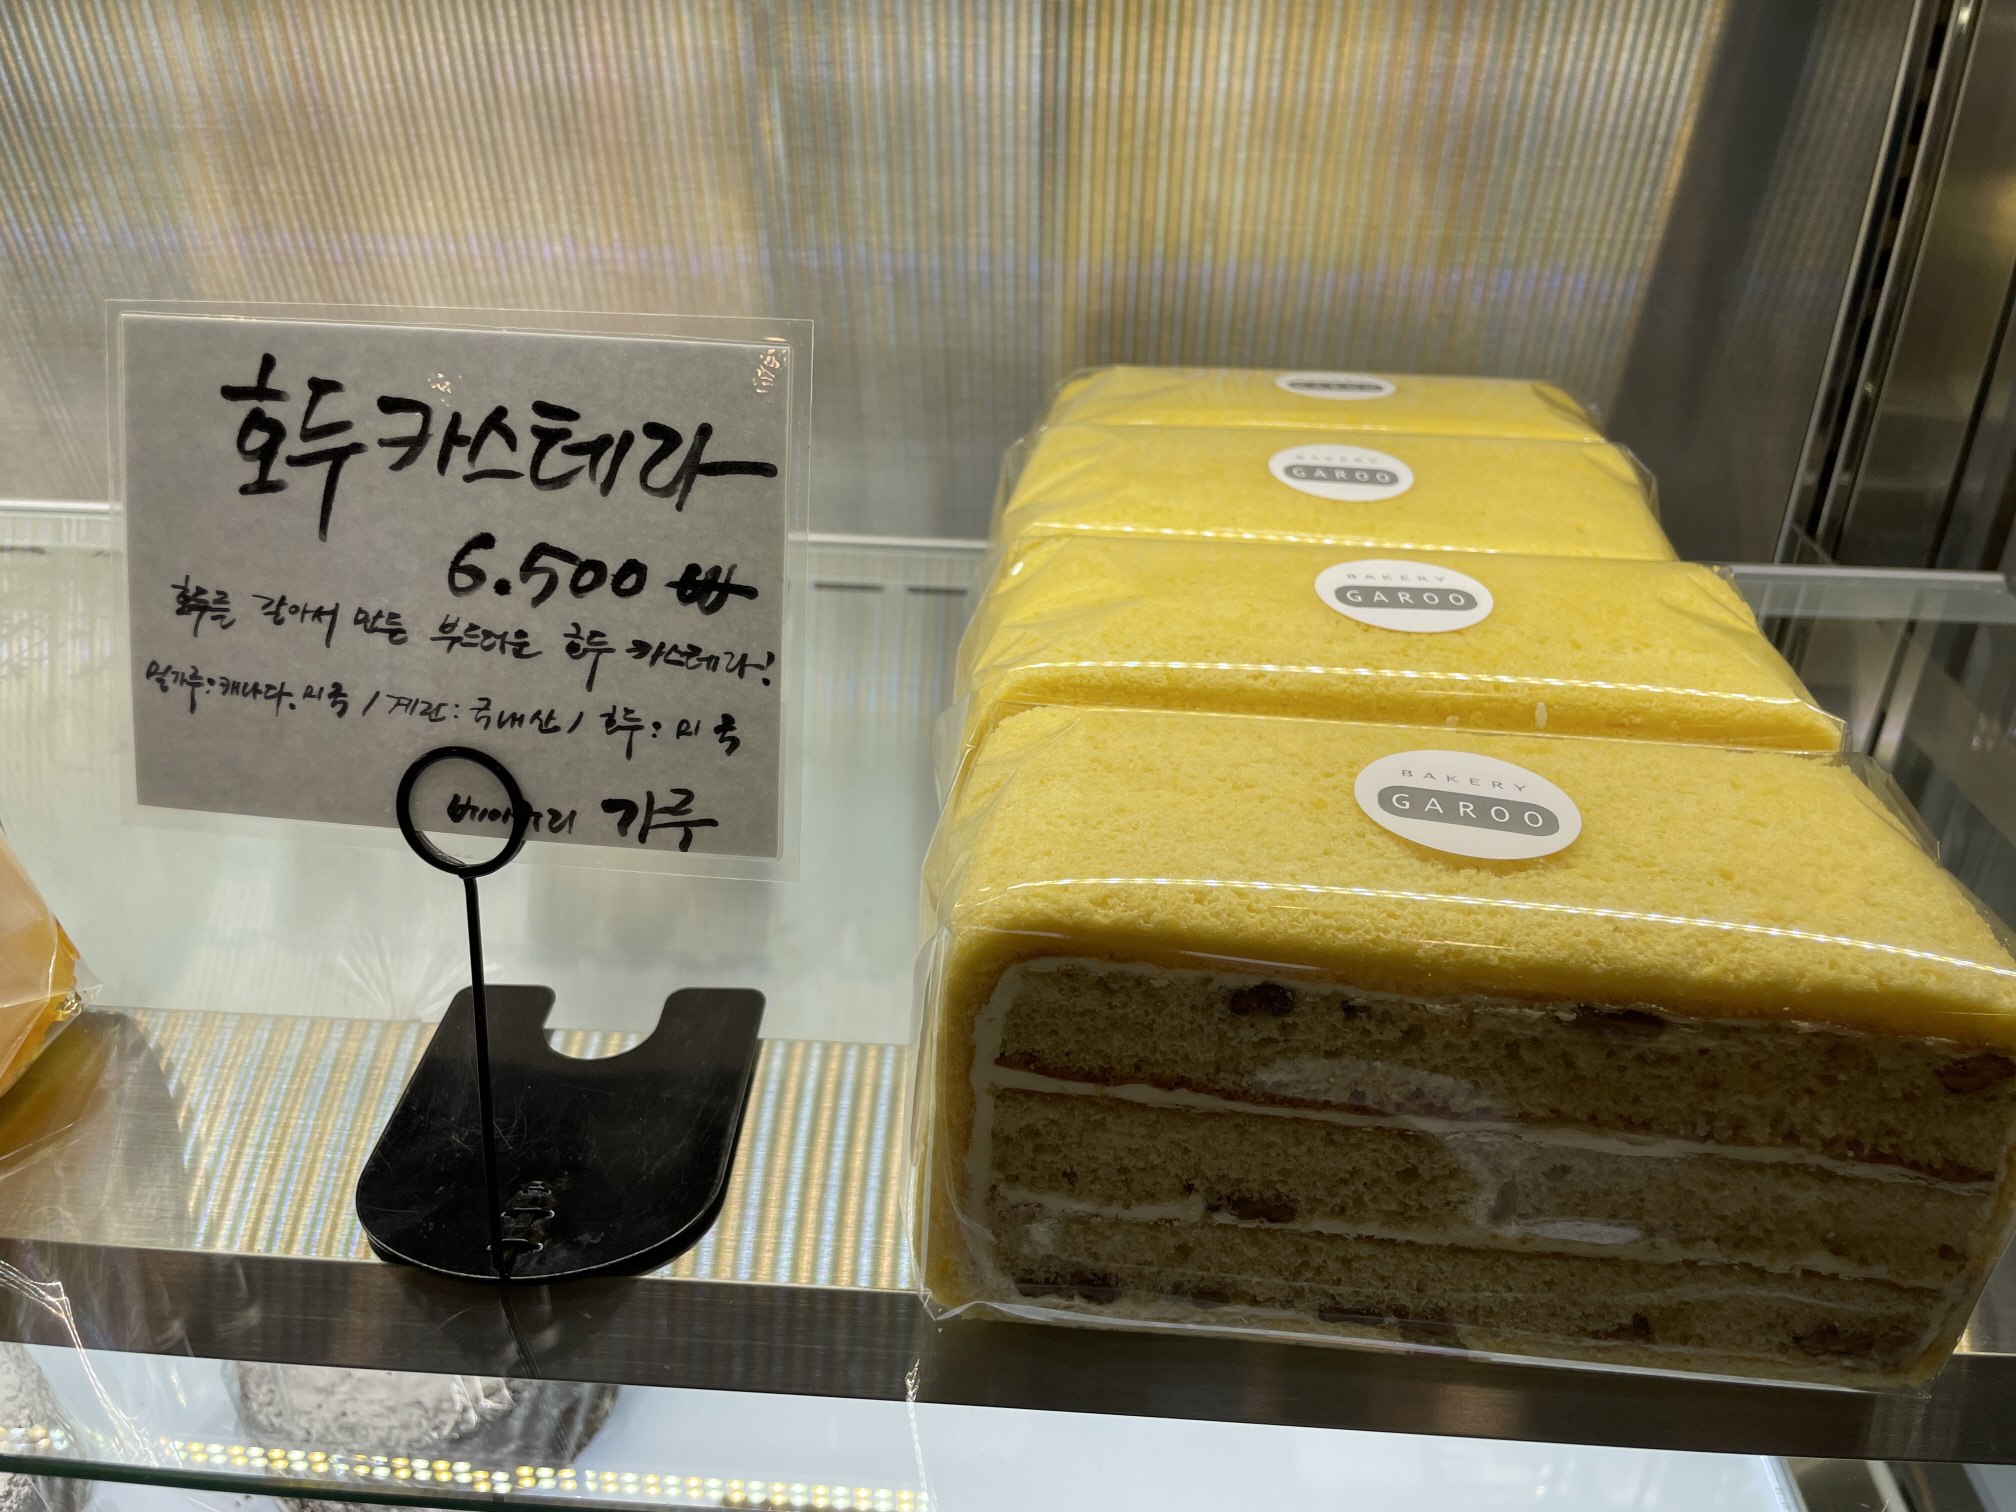 호두카스테라
6.500 ₩
호두를 갈아서 만든 부드러운 호두 카스테라!
밀가루:캐나다.미국 / 계란:국내산 / 호두:미국
베이커리 가루
GAROO
BAKERY
GAROO
BAKERY
GAROO
BAKERY
GAROO